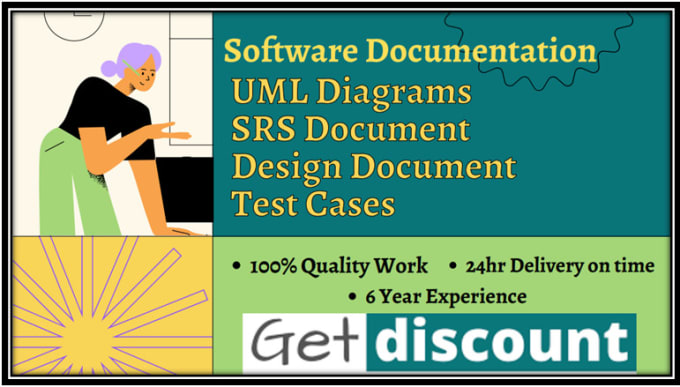 Software Documentation
UML Diagrams
SRS Document
Design Document
Test Cases
• 100% Quality Work • 24hr Delivery on time
• 6 Year Experience
Get discount